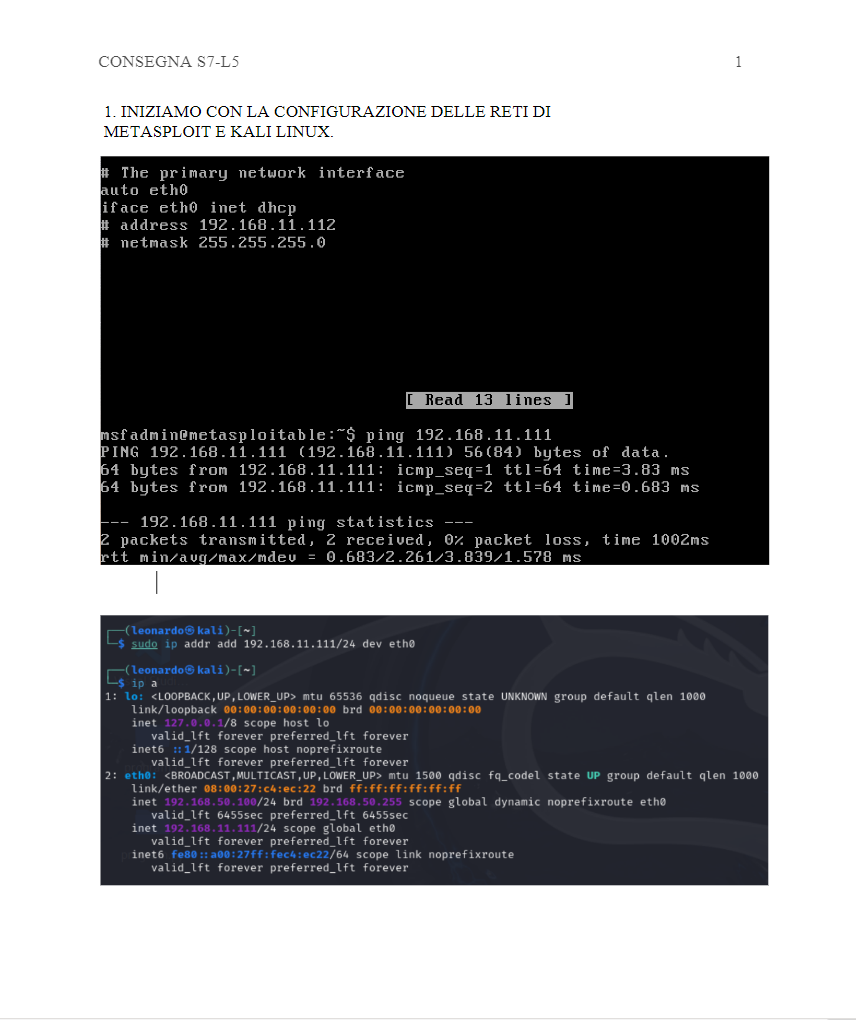 CONSEGNA S7-L5 1
1. INIZIAMO CON LA CONFIGURAZIONE DELLE RETI DI
METASPLOIT E KALI LINUX.
# The primary network interface
auto eth0
iface eth0 inet dhcp
# address 192.168.11.112
# netmask 255.255.255.0
[ Read 13 lines ]
msfadmin@metasploitable:~$ ping 192.168.11.111
PING 192.168.11.111 (192.168.11.111) 56(84) bytes of data.
64 bytes from 192.168.11.111: icmp_seq=1 ttl=64 time=3.83 ms
64 bytes from 192.168.11.111: icmp_seq=2 ttl=64 time=0.683 ms
--- 192.168.11.111 ping statistics ---
2 packets transmitted, 2 received, 0% packet loss, time 1002ms
rtt min/avg/max/mdev = 0.683/2.261/3.839/1.578 ms
┌──(leonardo㉿kali)-[~]
└─$ sudo ip addr add 192.168.11.111/24 dev eth0
┌──(leonardo㉿kali)-[~]
└─$ ip a
1: lo: <LOOPBACK,UP,LOWER_UP> mtu 65536 qdisc noqueue state UNKNOWN group default qlen 1000
link/loopback 00:00:00:00:00:00 brd 00:00:00:00:00:00
inet 127.0.0.1/8 scope host lo
valid_lft forever preferred_lft forever
inet6 ::1/128 scope host noprefixroute
valid_lft forever preferred_lft forever
2: eth0: <BROADCAST,MULTICAST,UP,LOWER_UP> mtu 1500 qdisc fq_codel state UP group default qlen 1000
link/ether 08:00:27:c4:ec:22 brd ff:ff:ff:ff:ff:ff
inet 192.168.50.100/24 brd 192.168.50.255 scope global dynamic noprefixroute eth0
valid_lft 6455sec preferred_lft 6455sec
inet 192.168.11.111/24 scope global eth0
valid_lft forever preferred_lft forever
inet6 fe80::a00:27ff:fec4:ec22/64 scope link noprefixroute
valid_lft forever preferred_lft forever